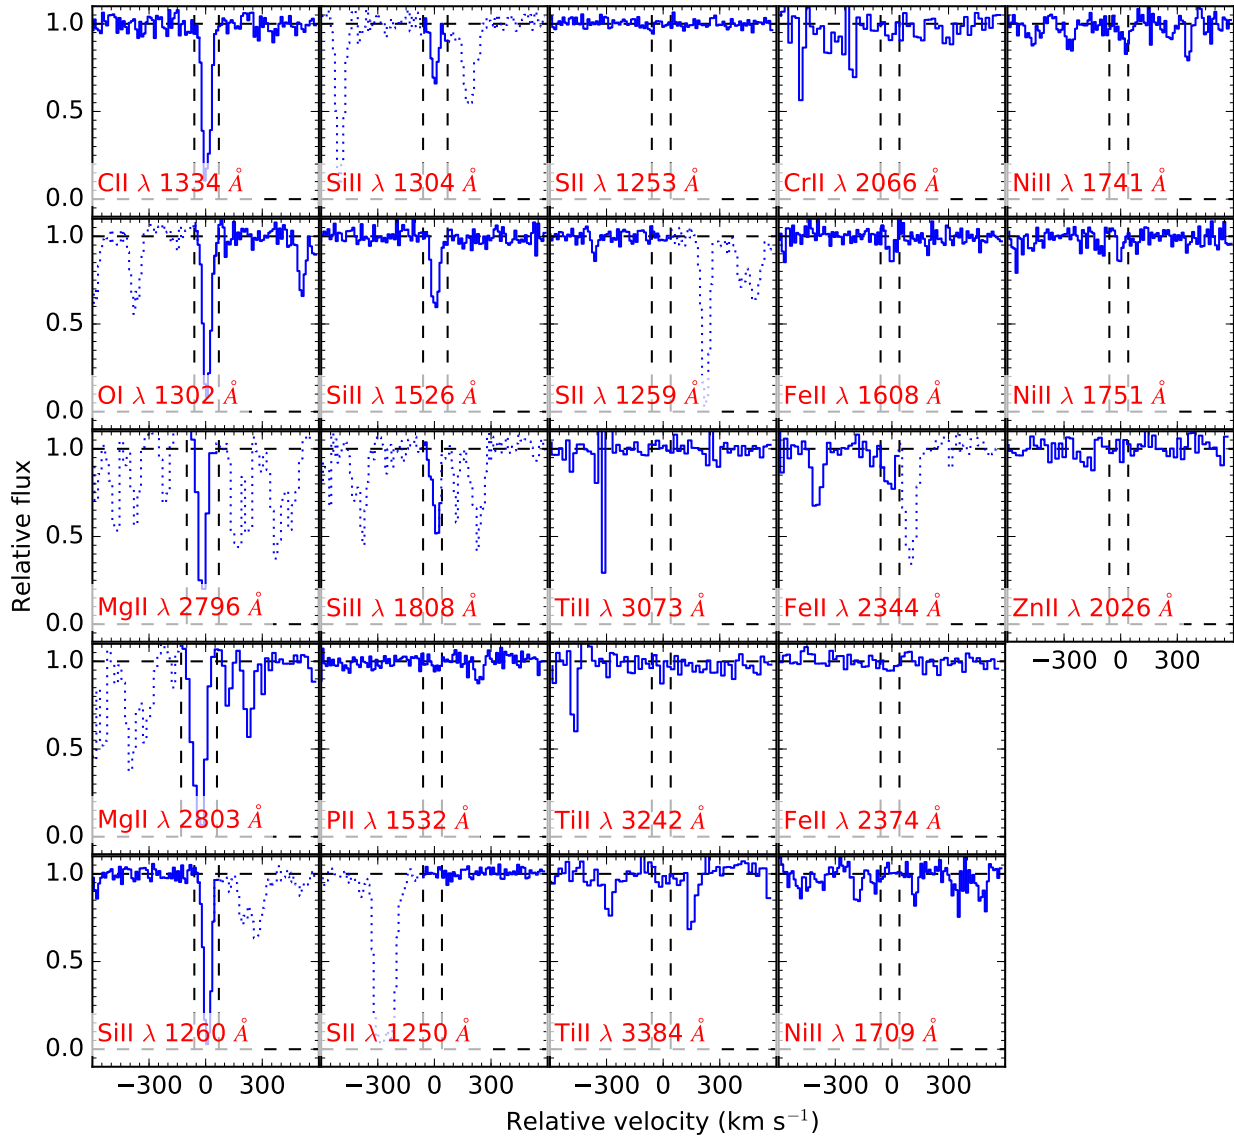 1.0
0.5
0.0
CII λ 1334 Å
SiII λ 1304 Å
SII λ 1253 Å
CrII λ 2066 Å
NiII λ 1741 Å
1.0
0.5
0.0
OI λ 1302 Å
SiII λ 1526 Å
SII λ 1259 Å
FeII λ 1608 Å
NiII λ 1751 Å
Relative flux
1.0
0.5
0.0
MgII λ 2796 Å
SiII λ 1808 Å
TiII λ 3073 Å
FeII λ 2344 Å
ZnII λ 2026 Å
−300 0 300
1.0
0.5
0.0
MgII λ 2803 Å
PII λ 1532 Å
TiII λ 3242 Å
FeII λ 2374 Å
1.0
0.5
0.0
SiII λ 1260 Å
SII λ 1250 Å
TiII λ 3384 Å
NiII λ 1709 Å
−300 0 300
−300 0 300
−300 0 300
−300 0 300
Relative velocity (km s⁻¹)